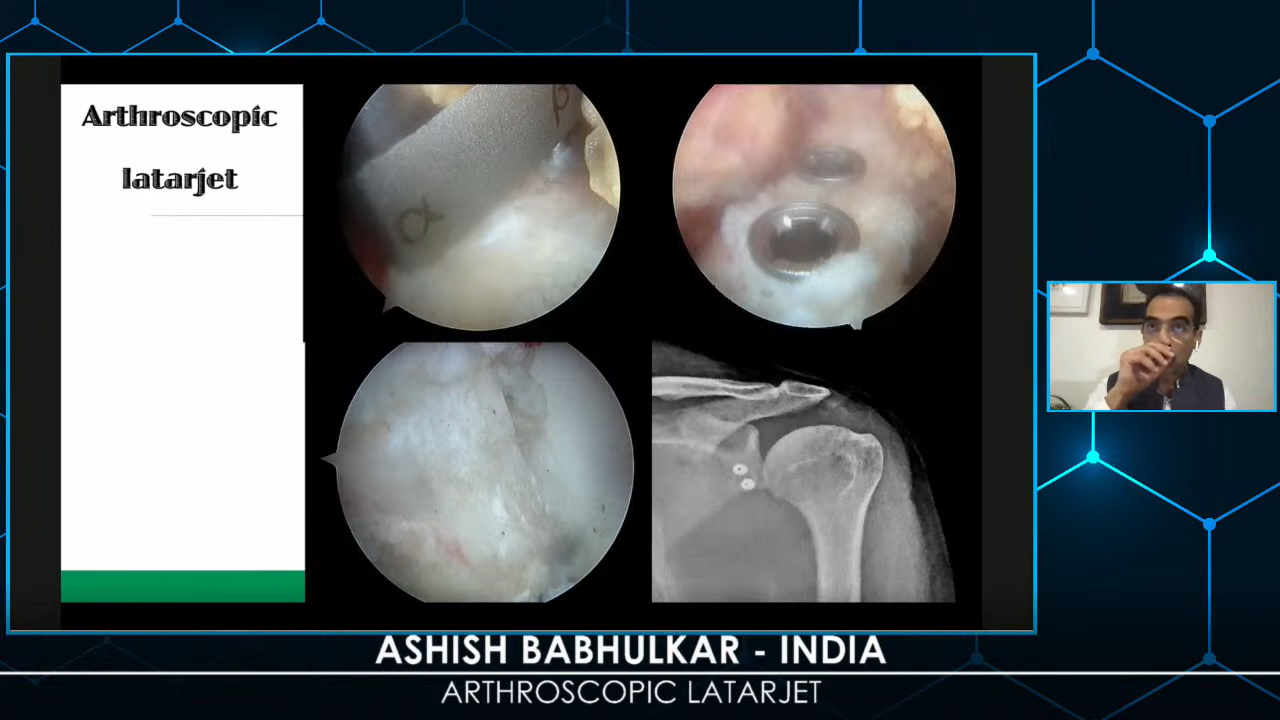 Arthroscopic
latarjet
α
β
ASHISH BABHULKAR - INDIA
ARTHROSCOPIC LATARJET